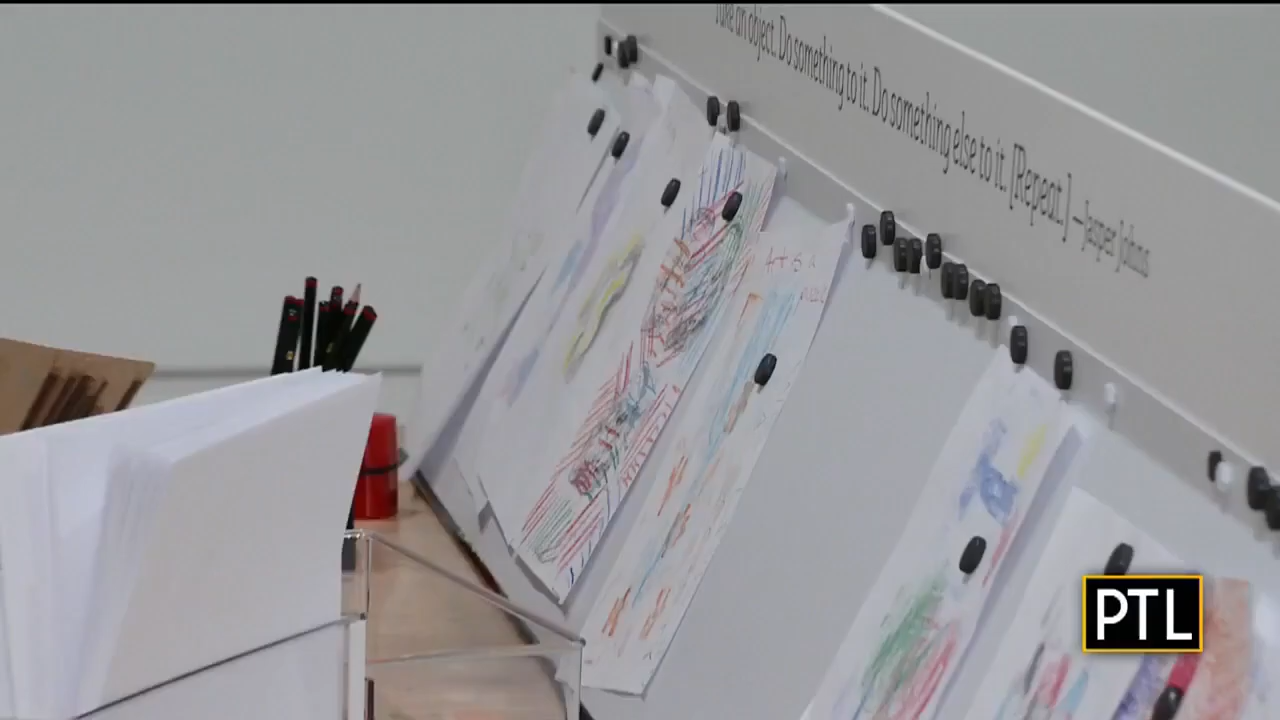 Take an object. Do something to it. Do something else to it. [Repeat.] –Jasper Johns
PTL